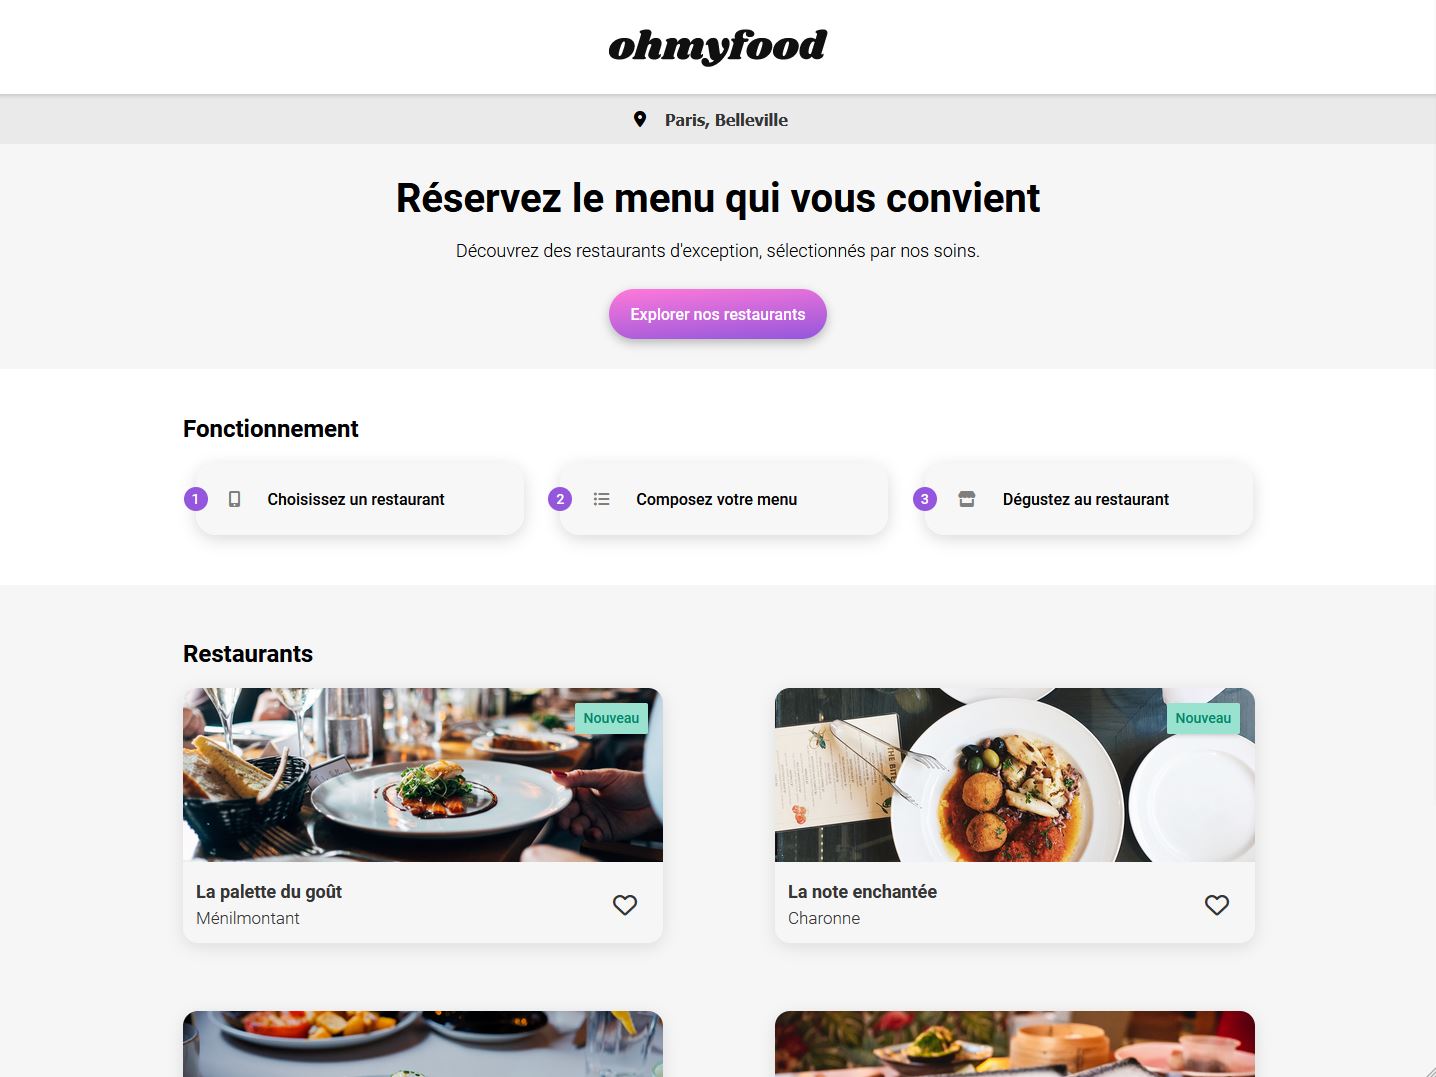 ohmyfood
Paris, Belleville
Réservez le menu qui vous convient
Découvrez des restaurants d'exception, sélectionnés par nos soins.
Explorer nos restaurants
Fonctionnement
1 Choisissez un restaurant
2 Composez votre menu
3 Dégustez au restaurant
Restaurants
Nouveau
La palette du goût
Ménilmontant
Nouveau
La note enchantée
Charonne